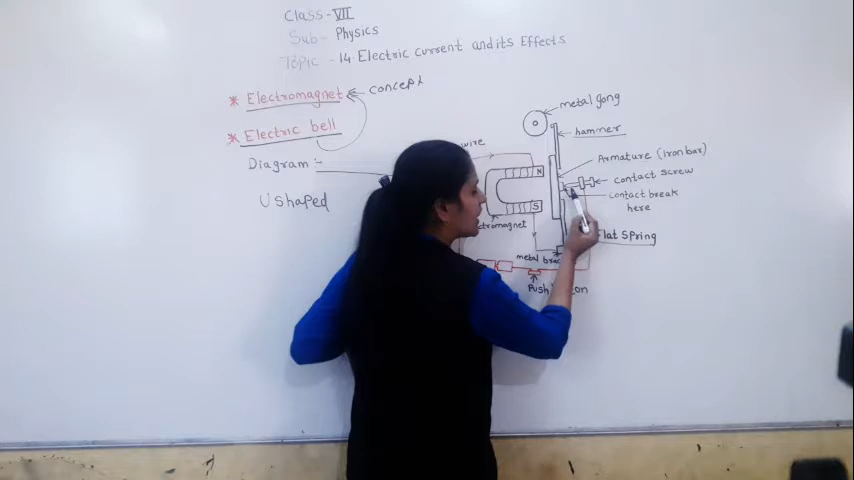 Class - VII
Sub - Physics
Topic - 14 Electric current and its Effects
* Electromagnet
concept
* Electric bell
Diagram :-
U shaped
wire
metal gong
hammer
Armature (iron bar)
contact screw
contact break
here
N
S
flat Spring
metal
Push